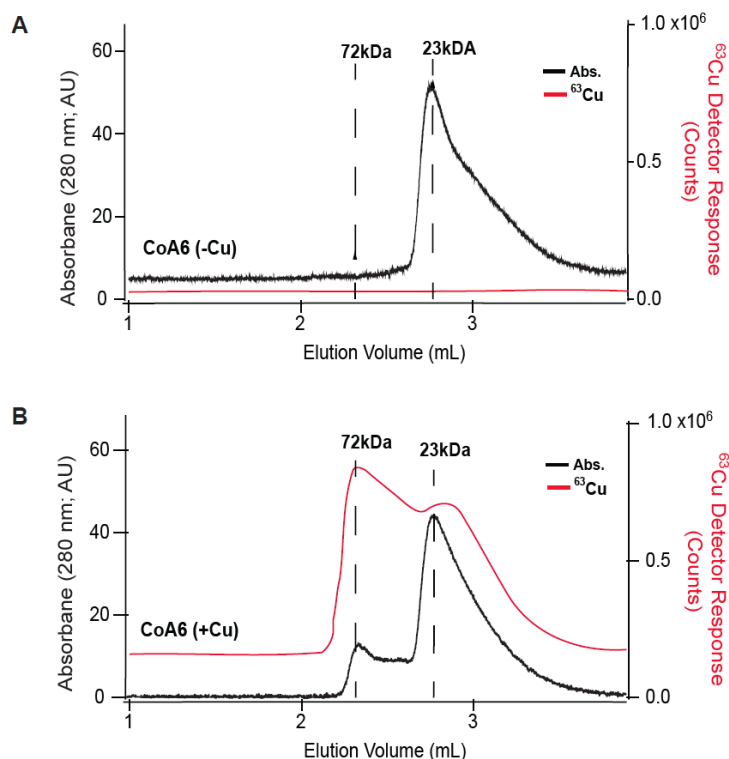 A
72kDa
23kDA
1.0 x10⁶
60
Abs.
⁶³Cu
40
0.5
20
CoA6 (-Cu)
0
0.0
1
2
3
Absorbane (280 nm; AU)
⁶³Cu Detector Response
(Counts)
Elution Volume (mL)
B
72kDa
23kDa
1.0 x10⁶
60
Abs.
⁶³Cu
40
0.5
20
CoA6 (+Cu)
0
0.0
1
2
3
Absorbane (280 nm; AU)
⁶³Cu Detector Response
(Counts)
Elution Volume (mL)